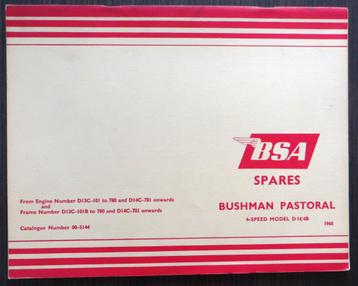 BSA
SPARES
BUSHMAN PASTORAL
4-SPEED MODEL D14/4B
1968
From Engine Number D13C-101 to 780 and D14C-781 onwards
and
Frame Number D13C-101B to 780 and D14C-781 onwards
Catalogue Number 00-5144